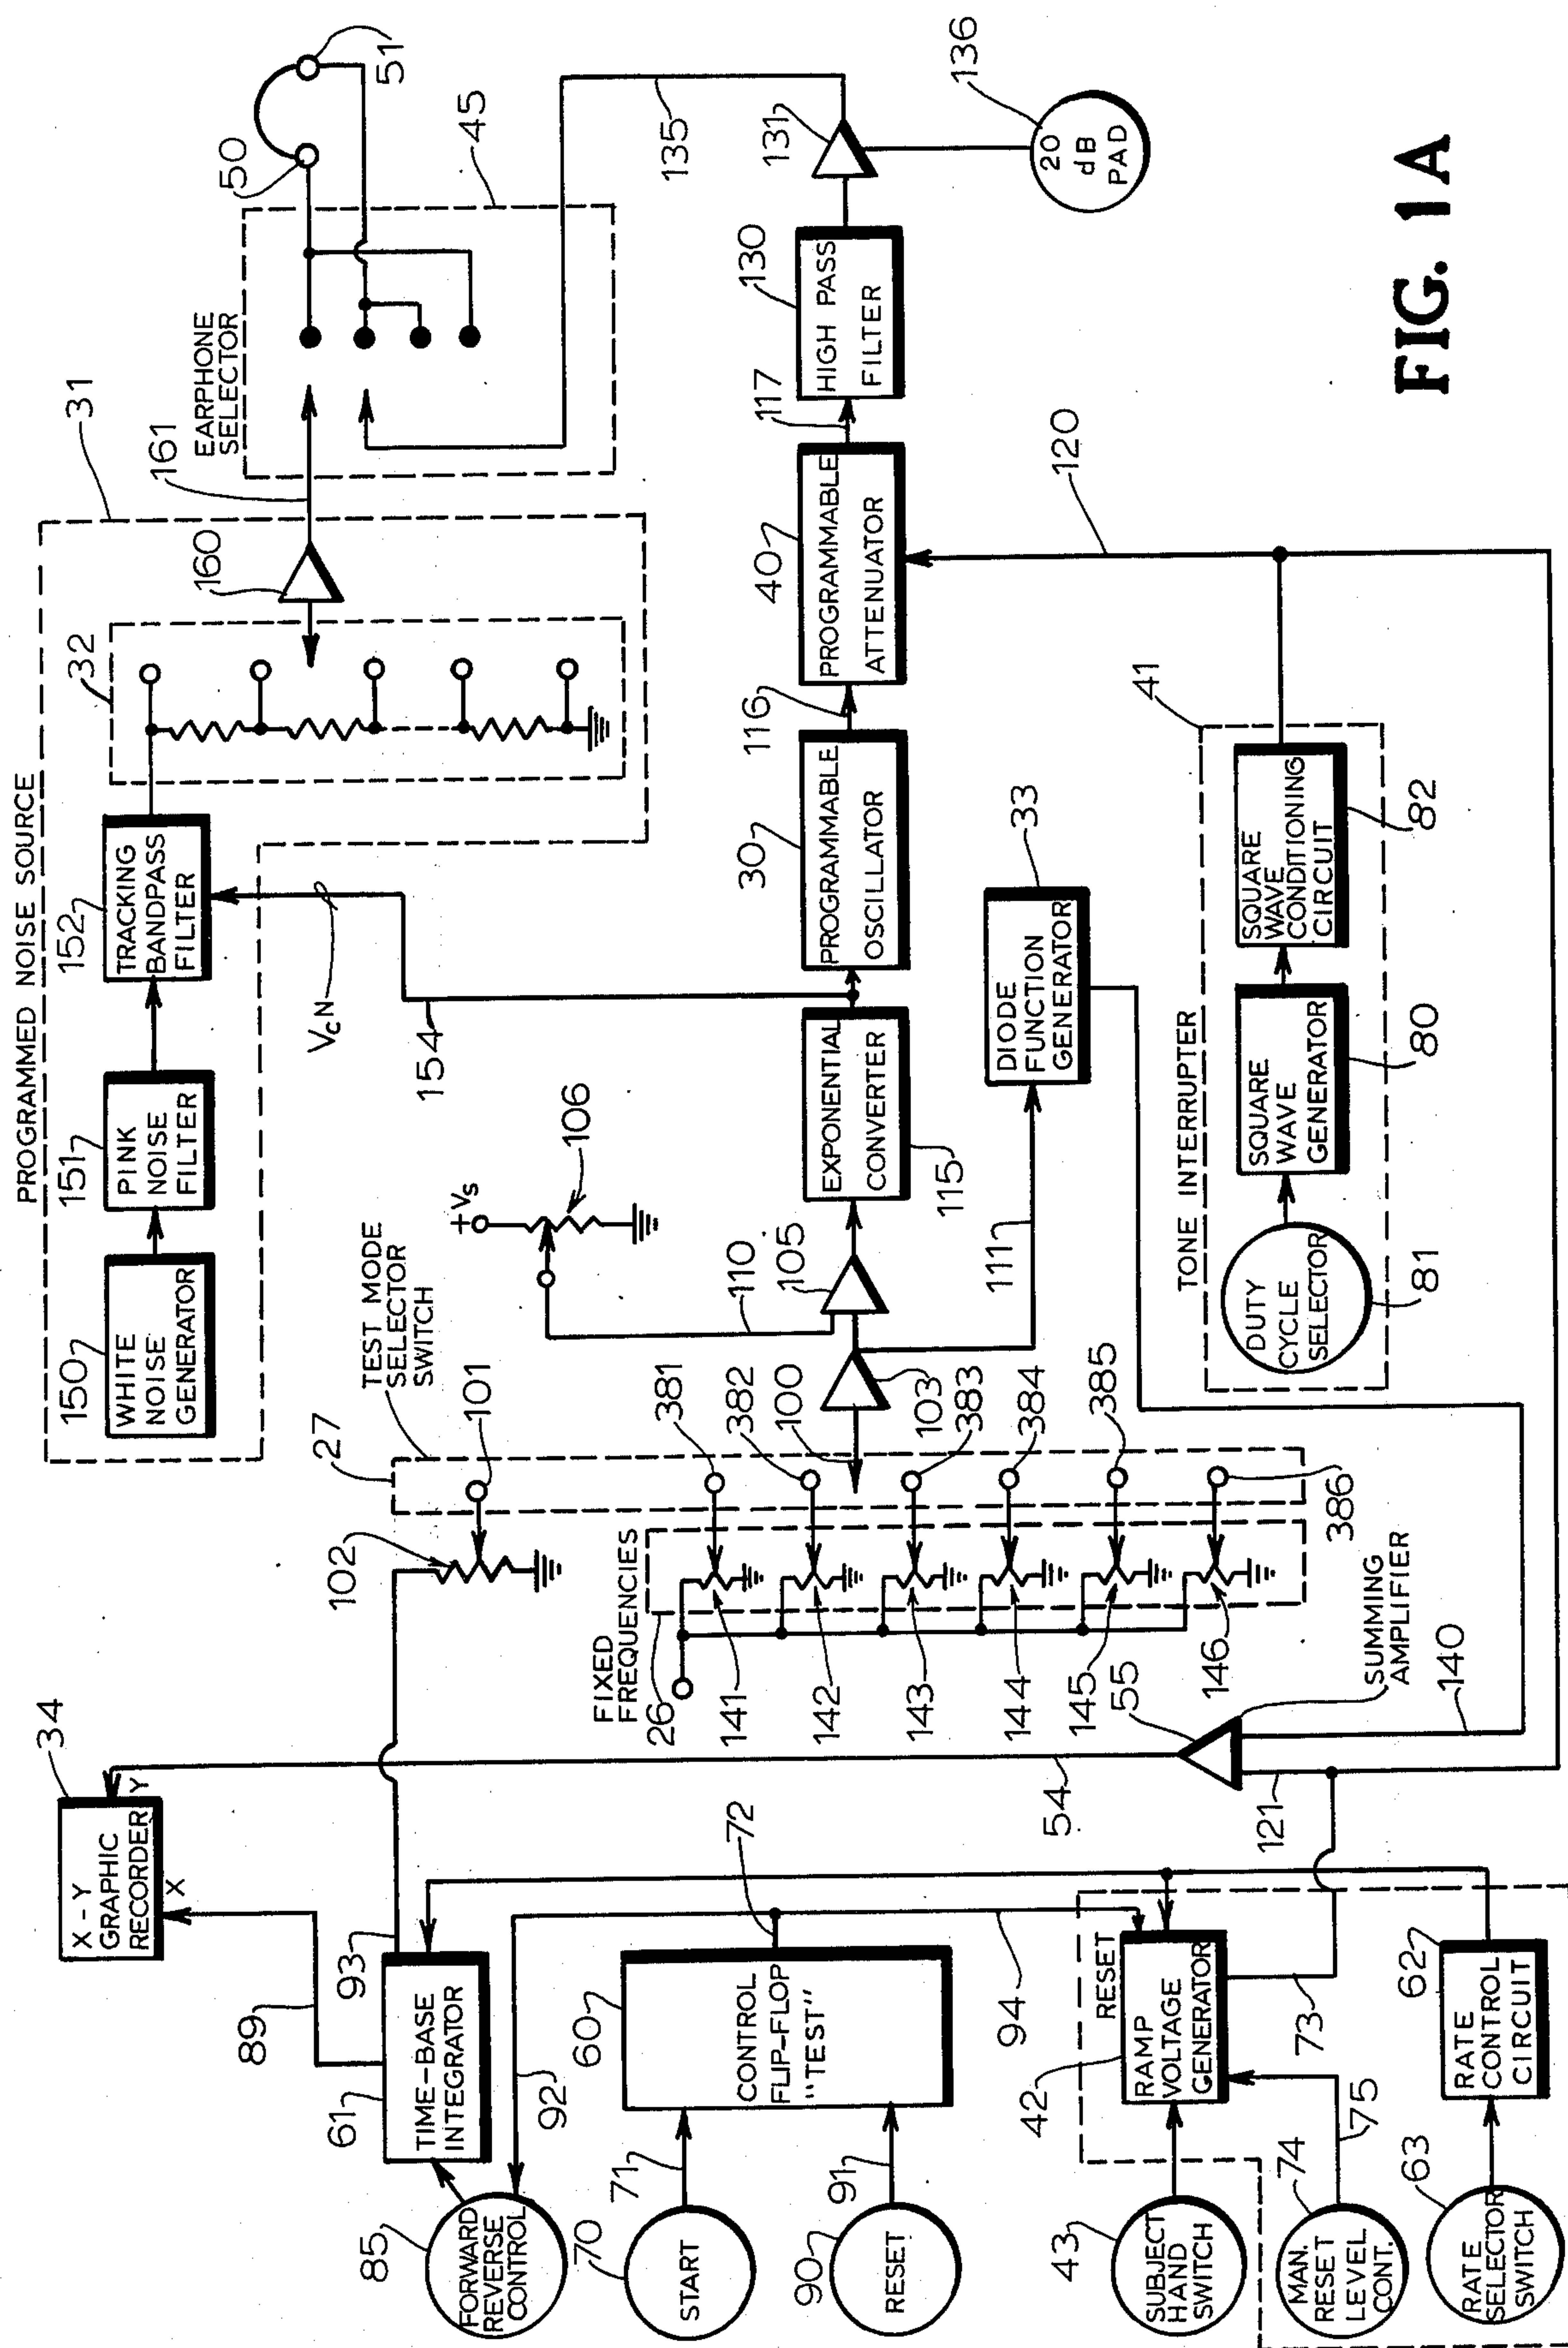 PROGRAMMED NOISE SOURCE
150
WHITE
NOISE
GENERATOR
151
PINK
NOISE
FILTER
152
TRACKING
BANDPASS
FILTER
32
160
161
31
EARPHONE
SELECTOR
50
51
45
34
X-Y
GRAPHIC
RECORDER
X
Y
89
93
102
27
TEST MODE
SELECTOR
SWITCH
101
+Vs
106
VcN
154
61
TIME-BASE
INTEGRATOR
85
FORWARD
REVERSE
CONTROL
92
70
START
71
60
CONTROL
FLIP-FLOP
"TEST"
72
90
RESET
91
94
FIXED
FREQUENCIES
26
141
142
143
144
145
146
381
382
383
384
385
386
100
103
110
105
111
EXPONENTIAL
CONVERTER
115
30
PROGRAMMABLE
OSCILLATOR
116
40
PROGRAMMABLE
ATTENUATOR
117
130
HIGH PASS
FILTER
131
135
136
20
dB
PAD
33
DIODE
FUNCTION
GENERATOR
120
43
SUBJECT
HAND
SWITCH
42
RESET
RAMP
VOLTAGE
GENERATOR
73
74
MAN.
RESET
LEVEL
CONT.
75
63
RATE
SELECTOR
SWITCH
62
RATE
CONTROL
CIRCUIT
54
55
121
SUMMING
AMPLIFIER
140
TONE INTERRUPTER
41
DUTY
CYCLE
SELECTOR
81
SQUARE
WAVE
GENERATOR
80
SQUARE
WAVE
CONDITIONING
CIRCUIT
82
FIG. 1A